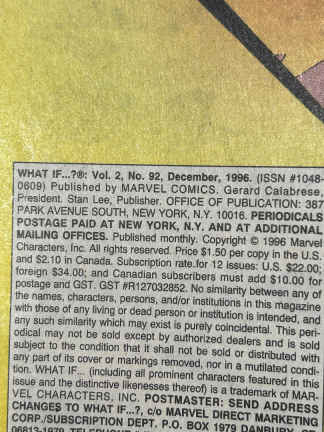 WHAT IF...?®: Vol. 2, No. 92, December, 1996. (ISSN #1048-
0609) Published by MARVEL COMICS. Gerard Calabrese,
President. Stan Lee, Publisher. OFFICE OF PUBLICATION: 387
PARK AVENUE SOUTH, NEW YORK, N.Y. 10016. PERIODICALS
POSTAGE PAID AT NEW YORK, N.Y. AND AT ADDITIONAL
MAILING OFFICES. Published monthly. Copyright © 1996 Marvel
Characters, Inc. All rights reserved. Price $1.50 per copy in the U.S.
and $2.10 in Canada. Subscription rate for 12 issues: U.S. $22.00;
foreign $34.00; and Canadian subscribers must add $10.00 for
postage and GST. GST #R127032852. No similarity between any of
the names, characters, persons, and/or institutions in this magazine
with those of any living or dead person or institution is intended, and
any such similarity which may exist is purely coincidental. This peri-
odical may not be sold except by authorized dealers and is sold
subject to the condition that it shall not be sold or distributed with
any part of its cover or markings removed, nor in a mutilated condi-
tion. WHAT IF... (including all prominent characters featured in this
issue and the distinctive likenesses thereof) is a trademark of MAR-
VEL CHARACTERS, INC. POSTMASTER: SEND ADDRESS
CHANGES TO WHAT IF...?, c/o MARVEL DIRECT MARKETING
CORP./SUBSCRIPTION DEPT. P.O. BOX 1979 DANBURY,
06813-1979